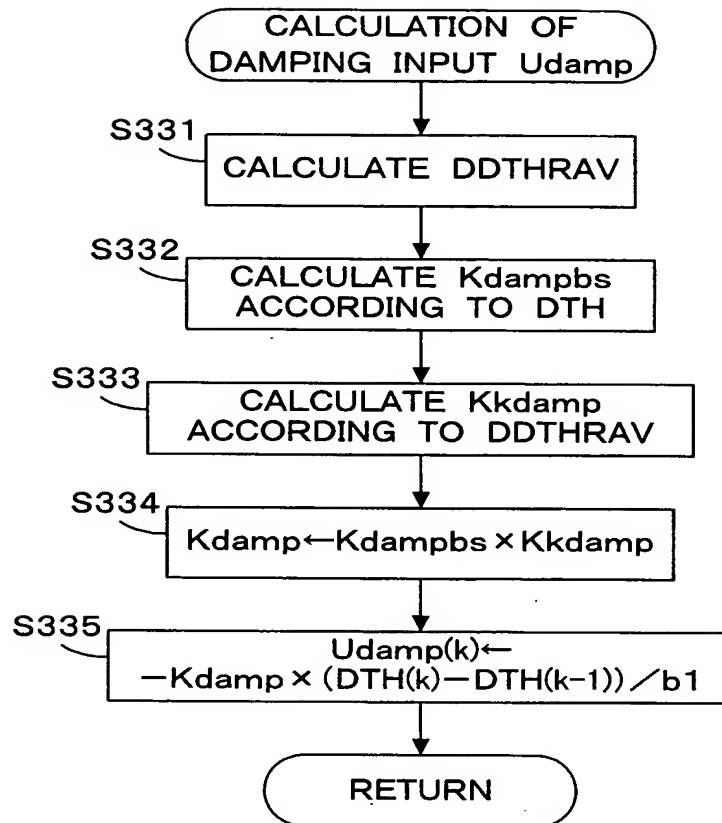 CALCULATION OF
DAMPING INPUT Udamp
S331
CALCULATE DDTHRAV
S332
CALCULATE Kdampbs
ACCORDING TO DTH
S333
CALCULATE Kkdamp
ACCORDING TO DDTHRAV
S334
Kdamp←Kdampbs×Kkdamp
S335
Udamp(k)←
−Kdamp×(DTH(k)−DTH(k-1))/b1
RETURN